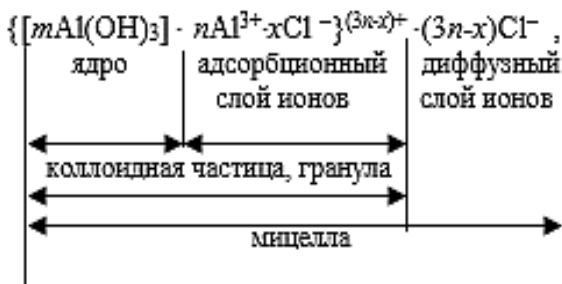 {[mAl(OH)₃] · nAl³⁺·xCl⁻}⁽³ⁿ⁻ˣ⁾⁺ ·(3n-x)Cl⁻ ,
ядро адсорбционный диффузный
слой ионов слой ионов
коллоидная частица, гранула
мицелла